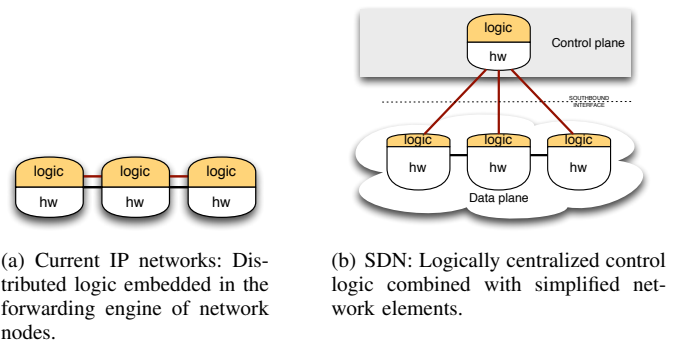 logic
hw
Control plane
SOUTHBOUND
INTERFACE
logic logic logic
hw hw hw
logic logic logic
hw hw hw
Data plane
(a) Current IP networks: Dis-
tributed logic embedded in the
forwarding engine of network
nodes.
(b) SDN: Logically centralized control
logic combined with simplified net-
work elements.